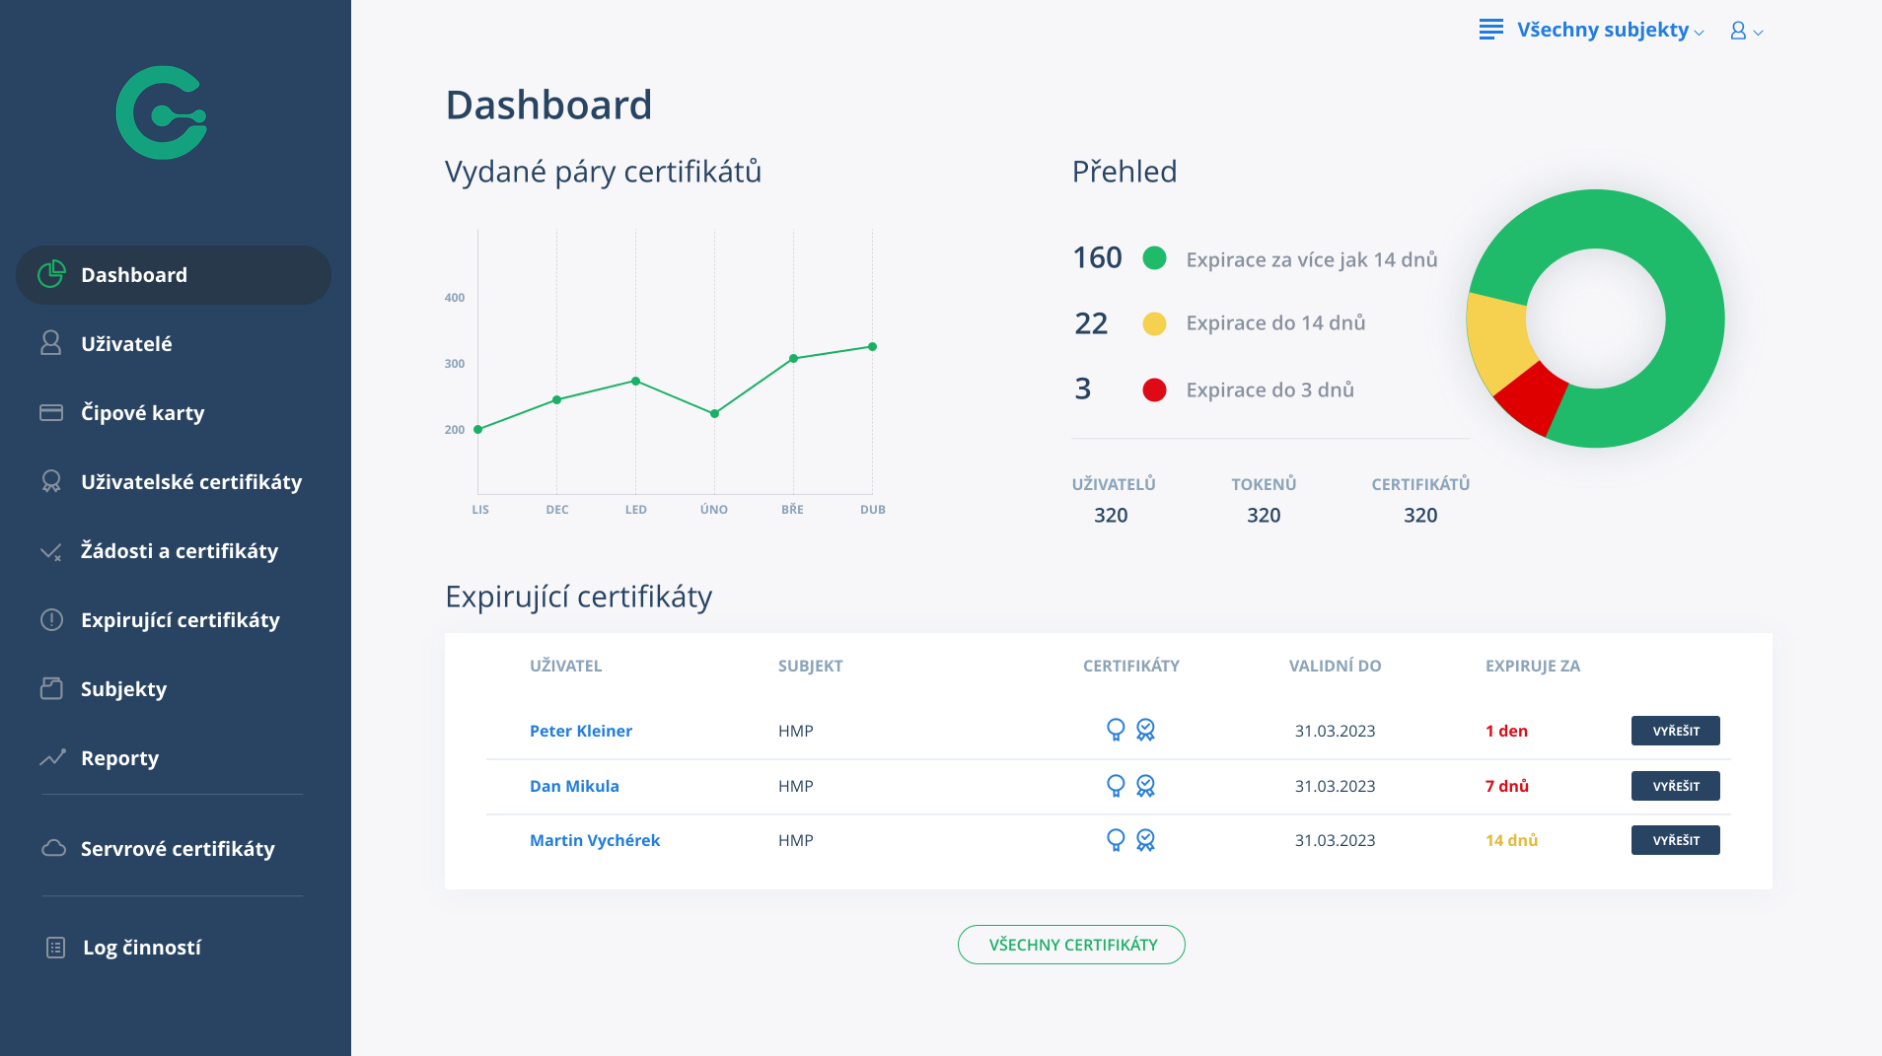 Všechny subjekty
Dashboard
Uživatelé
Čipové karty
Uživatelské certifikáty
Žádosti a certifikáty
Expirující certifikáty
Subjekty
Reporty
Servrové certifikáty
Log činností
Dashboard
Vydané páry certifikátů
400
300
200
LIS DEC LED ÚNO BŘE DUB
Přehled
160 Expirace za více jak 14 dnů
22 Expirace do 14 dnů
3 Expirace do 3 dnů
UŽIVATELŮ TOKENŮ CERTIFIKÁTŮ
320 320 320
Expirující certifikáty
UŽIVATEL SUBJEKT CERTIFIKÁTY VALIDNÍ DO EXPIRUJE ZA
Peter Kleiner HMP 31.03.2023 1 den VYŘEŠIT
Dan Mikula HMP 31.03.2023 7 dnů VYŘEŠIT
Martin Vychérek HMP 31.03.2023 14 dnů VYŘEŠIT
VŠECHNY CERTIFIKÁTY